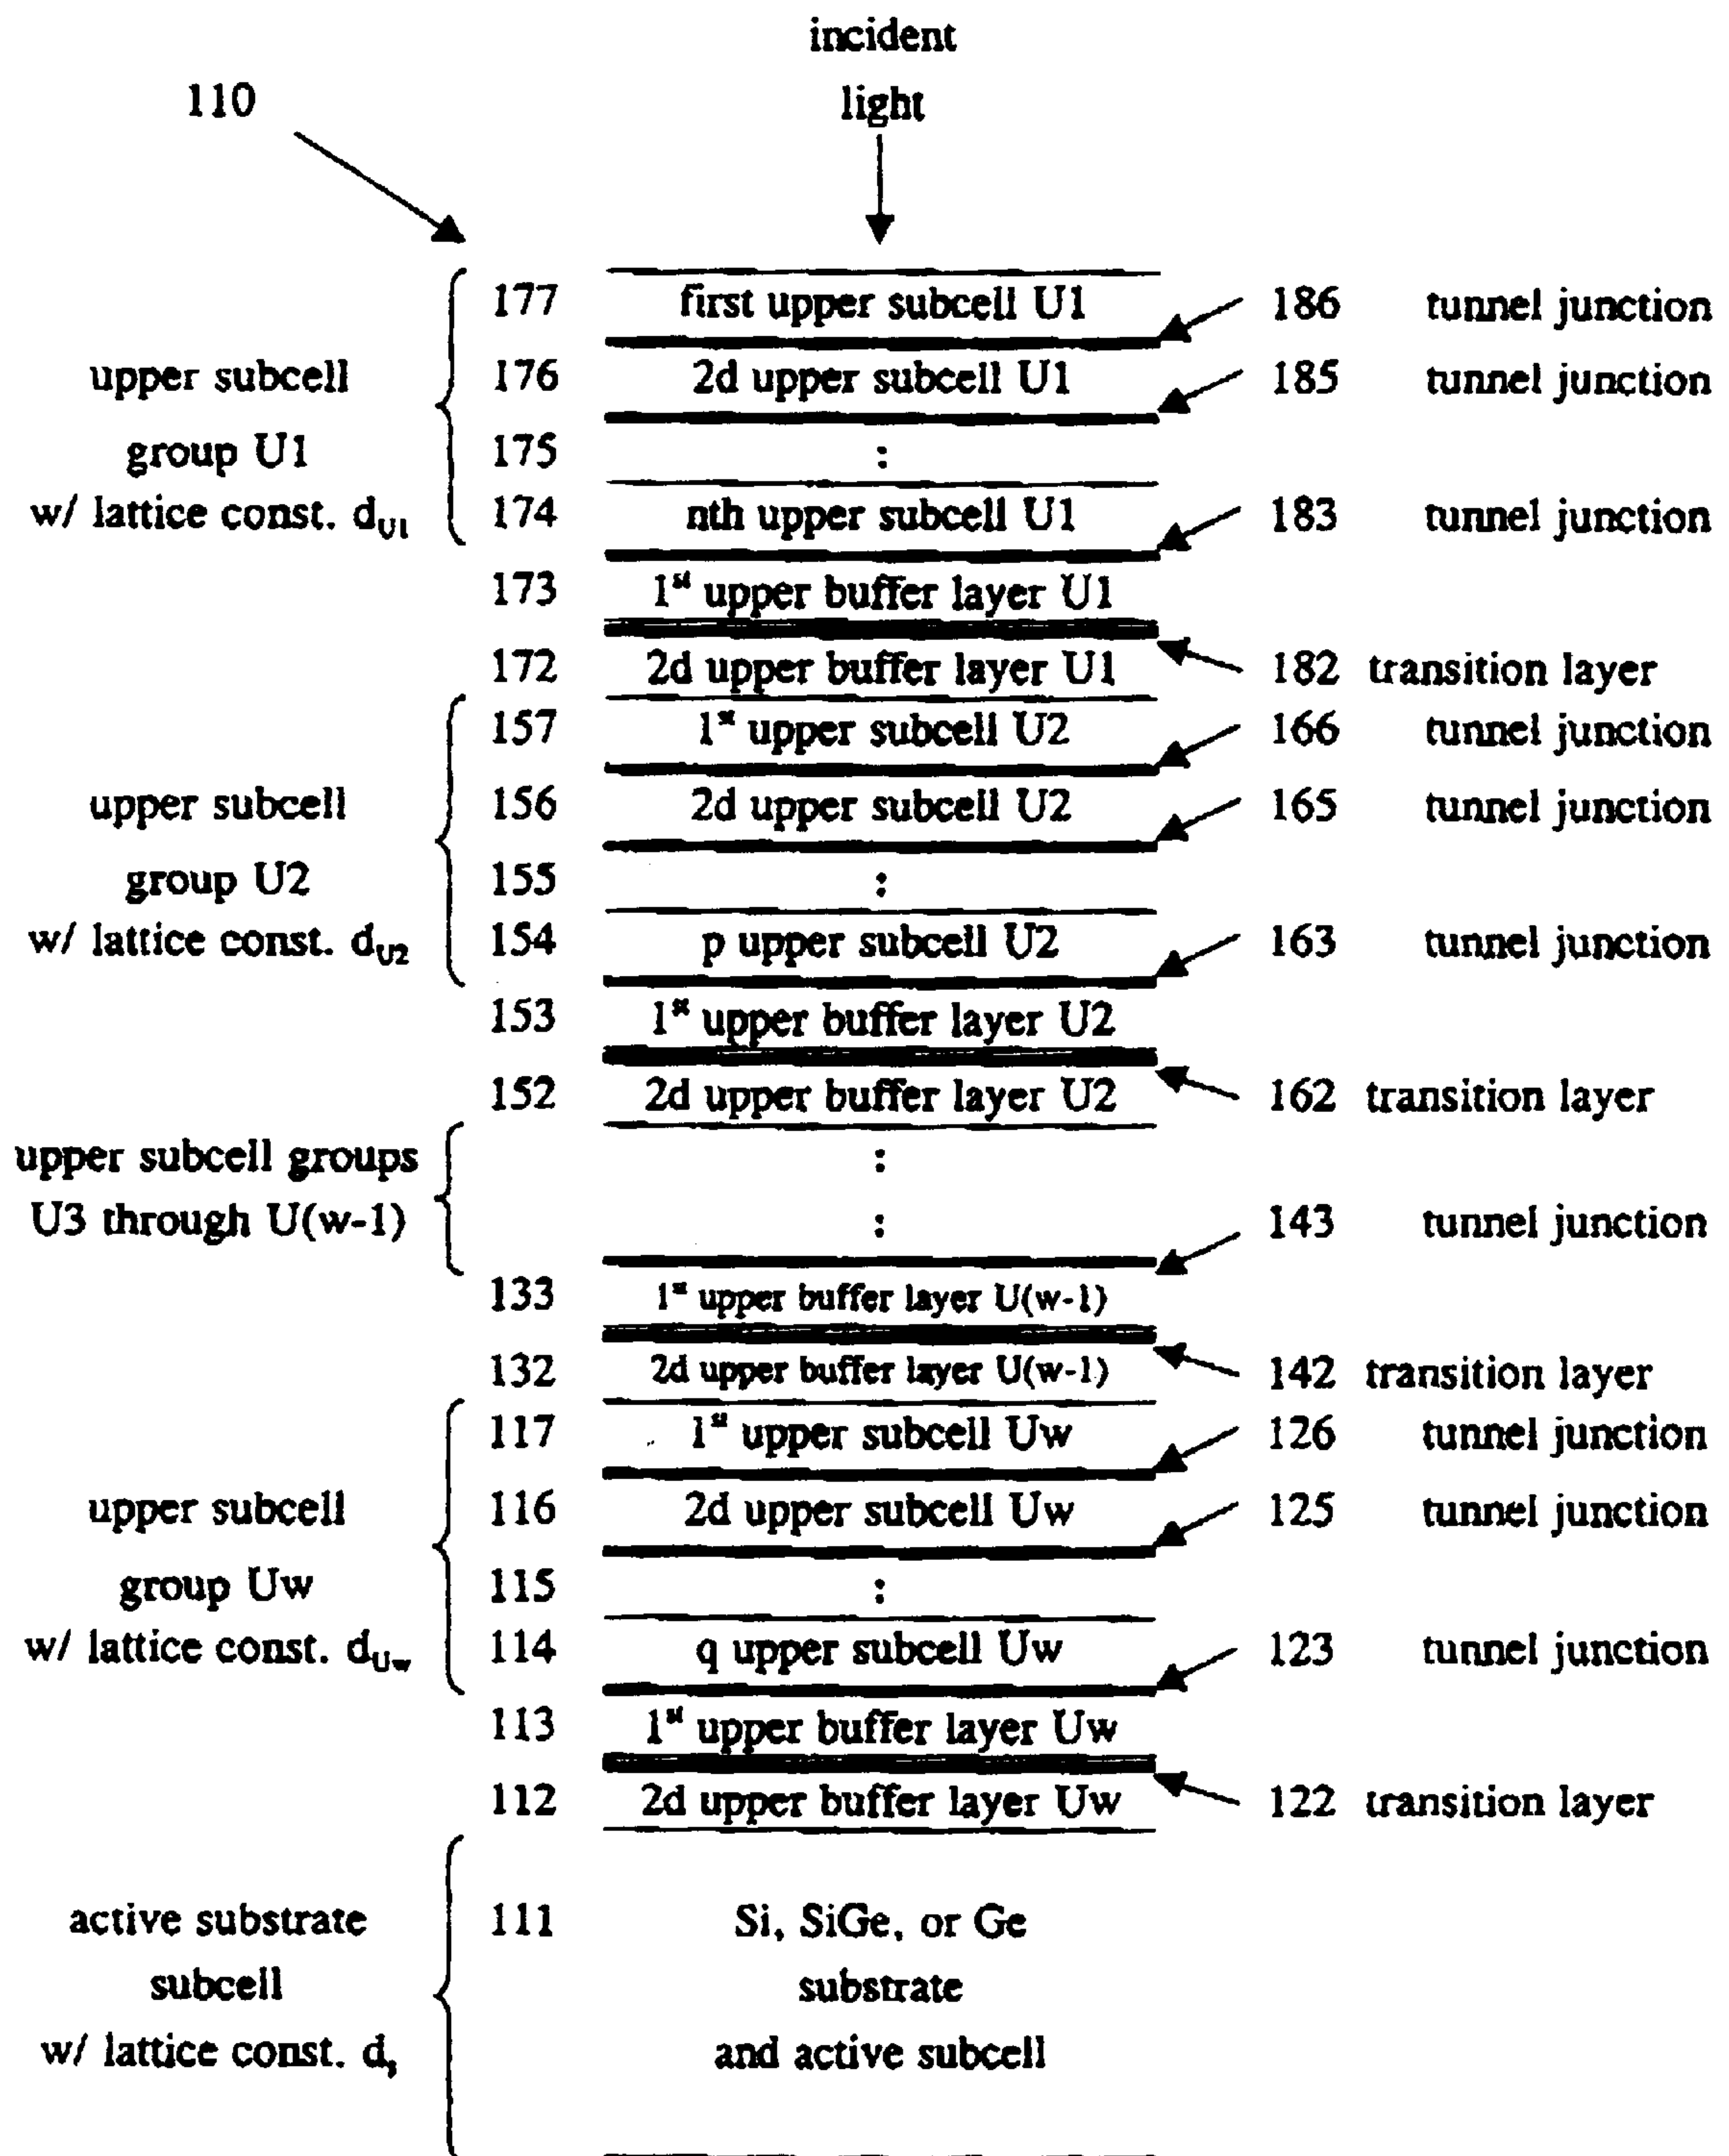 incident
light
110
177 first upper subcell U1 186 tunnel junction
upper subcell 176 2d upper subcell U1 185 tunnel junction
group U1 175 :
w/ lattice const. dU1 174 nth upper subcell U1 183 tunnel junction
173 1st upper buffer layer U1
172 2d upper buffer layer U1 182 transition layer
157 1st upper subcell U2 166 tunnel junction
upper subcell 156 2d upper subcell U2 165 tunnel junction
group U2 155 :
w/ lattice const. dU2 154 p upper subcell U2 163 tunnel junction
153 1st upper buffer layer U2
152 2d upper buffer layer U2 162 transition layer
upper subcell groups :
U3 through U(w-1) : 143 tunnel junction
133 1st upper buffer layer U(w-1)
132 2d upper buffer layer U(w-1) 142 transition layer
117 1st upper subcell Uw 126 tunnel junction
upper subcell 116 2d upper subcell Uw 125 tunnel junction
group Uw 115 :
w/ lattice const. dUw 114 q upper subcell Uw 123 tunnel junction
113 1st upper buffer layer Uw
112 2d upper buffer layer Uw 122 transition layer
active substrate 111 Si, SiGe, or Ge
subcell substrate
w/ lattice const. ds and active subcell